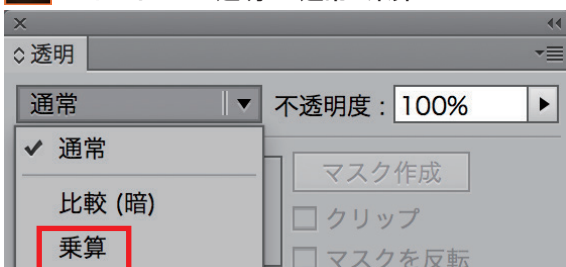 透明
通常 不透明度 : 100%
通常
マスク作成
比較 (暗)
クリップ
乗算
マスクを反転